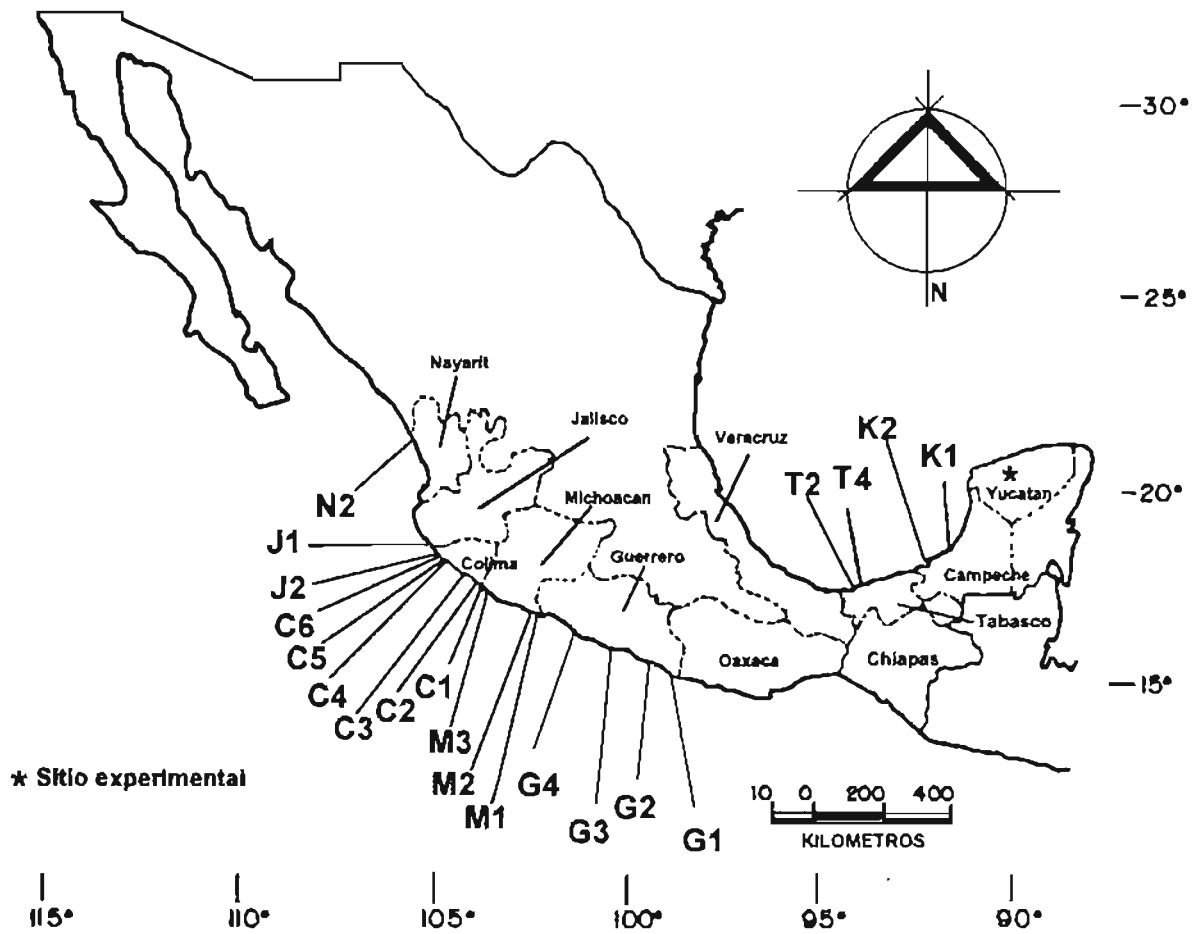 30°
N
25°
Nayarit
Jalisco
Veracruz
K2
K1
T2
T4
*
Yucatan
20°
N2
Michoacan
J1
Guerrero
Colima
J2
Campeche
C6
Tabasco
C5
Oaxaca
Chiapas
C4
C1
15°
C2
C3
M3
* Sitio experimental
M2
G4
M1
G2
G3
G1
10 0 200 400
KILOMETROS
115° 110° 105° 100° 95° 90°